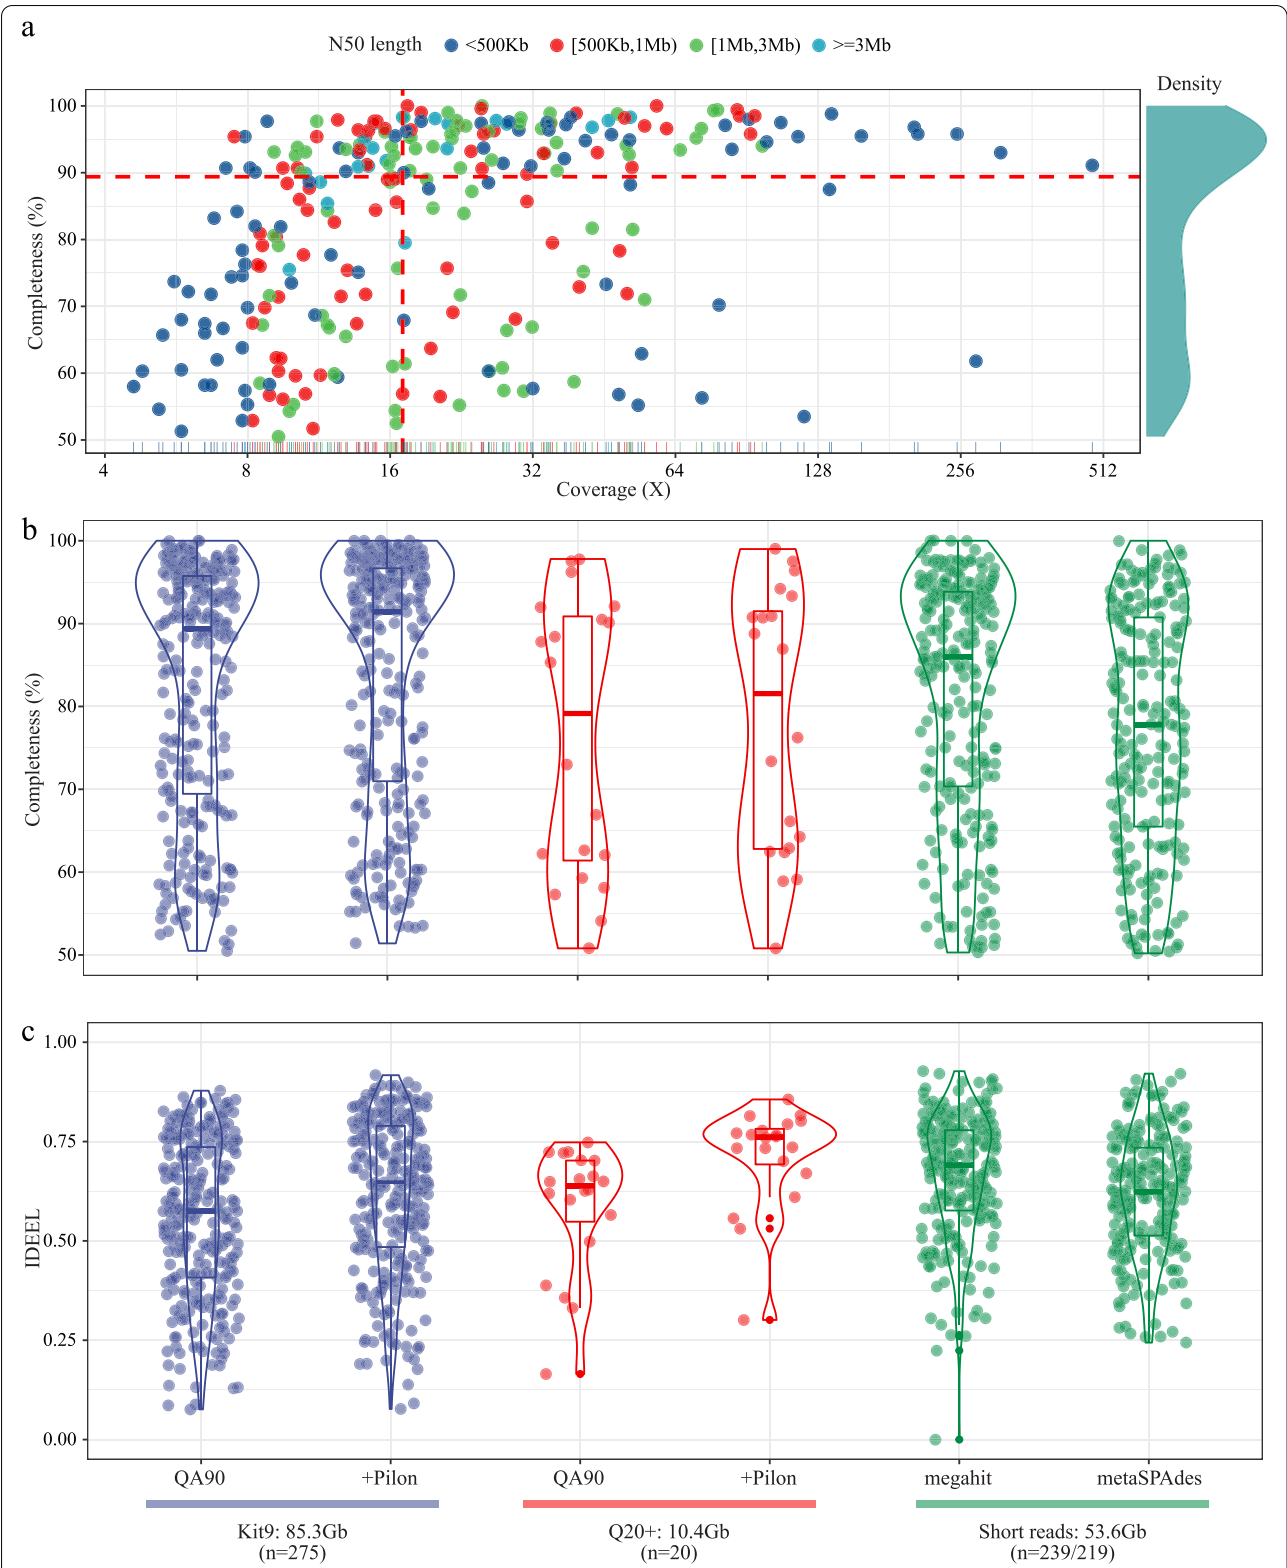 a
N50 length <500Kb [500Kb,1Mb) [1Mb,3Mb) >=3Mb
Density
Completeness (%)
100
90
80
70
60
50
4 8 16 32 64 128 256 512
Coverage (X)
b
Completeness (%)
100
90
80
70
60
50
c
IDEEL
1.00
0.75
0.50
0.25
0.00
QA90 +Pilon QA90 +Pilon megahit metaSPAdes
Kit9: 85.3Gb Q20+: 10.4Gb Short reads: 53.6Gb
(n=275) (n=20) (n=239/219)